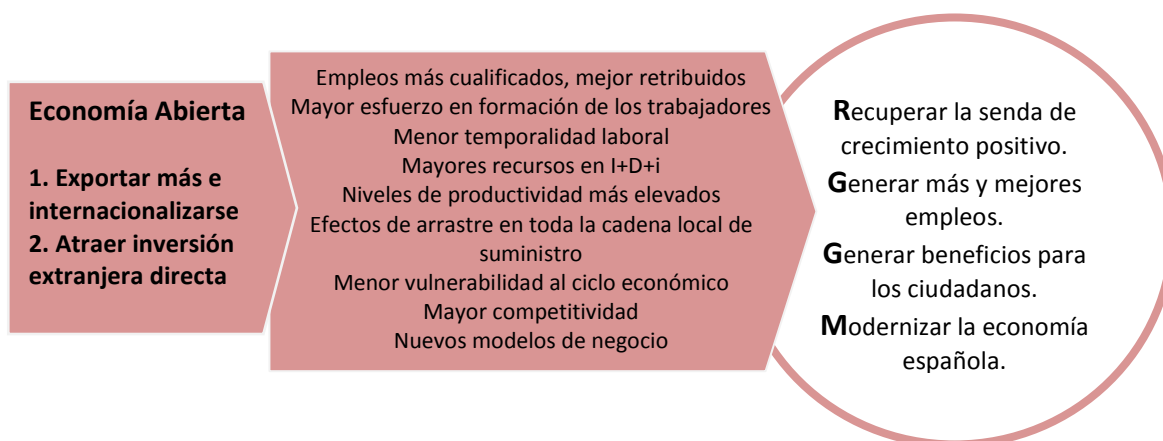 Economía Abierta
1. Exportar más e
internacionalizarse
2. Atraer inversión
extranjera directa
Empleos más cualificados, mejor retribuidos
Mayor esfuerzo en formación de los trabajadores
Menor temporalidad laboral
Mayores recursos en I+D+i
Niveles de productividad más elevados
Efectos de arrastre en toda la cadena local de
suministro
Menor vulnerabilidad al ciclo económico
Mayor competitividad
Nuevos modelos de negocio
Recuperar la senda de
crecimiento positivo.
Generar más y mejores
empleos.
Generar beneficios para
los ciudadanos.
Modernizar la economía
española.